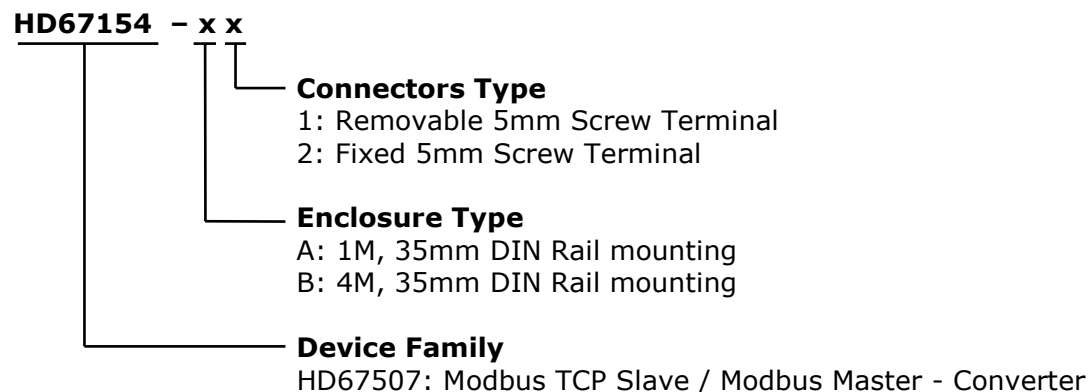 HD67154 – x x
Connectors Type
1: Removable 5mm Screw Terminal
2: Fixed 5mm Screw Terminal
Enclosure Type
A: 1M, 35mm DIN Rail mounting
B: 4M, 35mm DIN Rail mounting
Device Family
HD67507: Modbus TCP Slave / Modbus Master - Converter